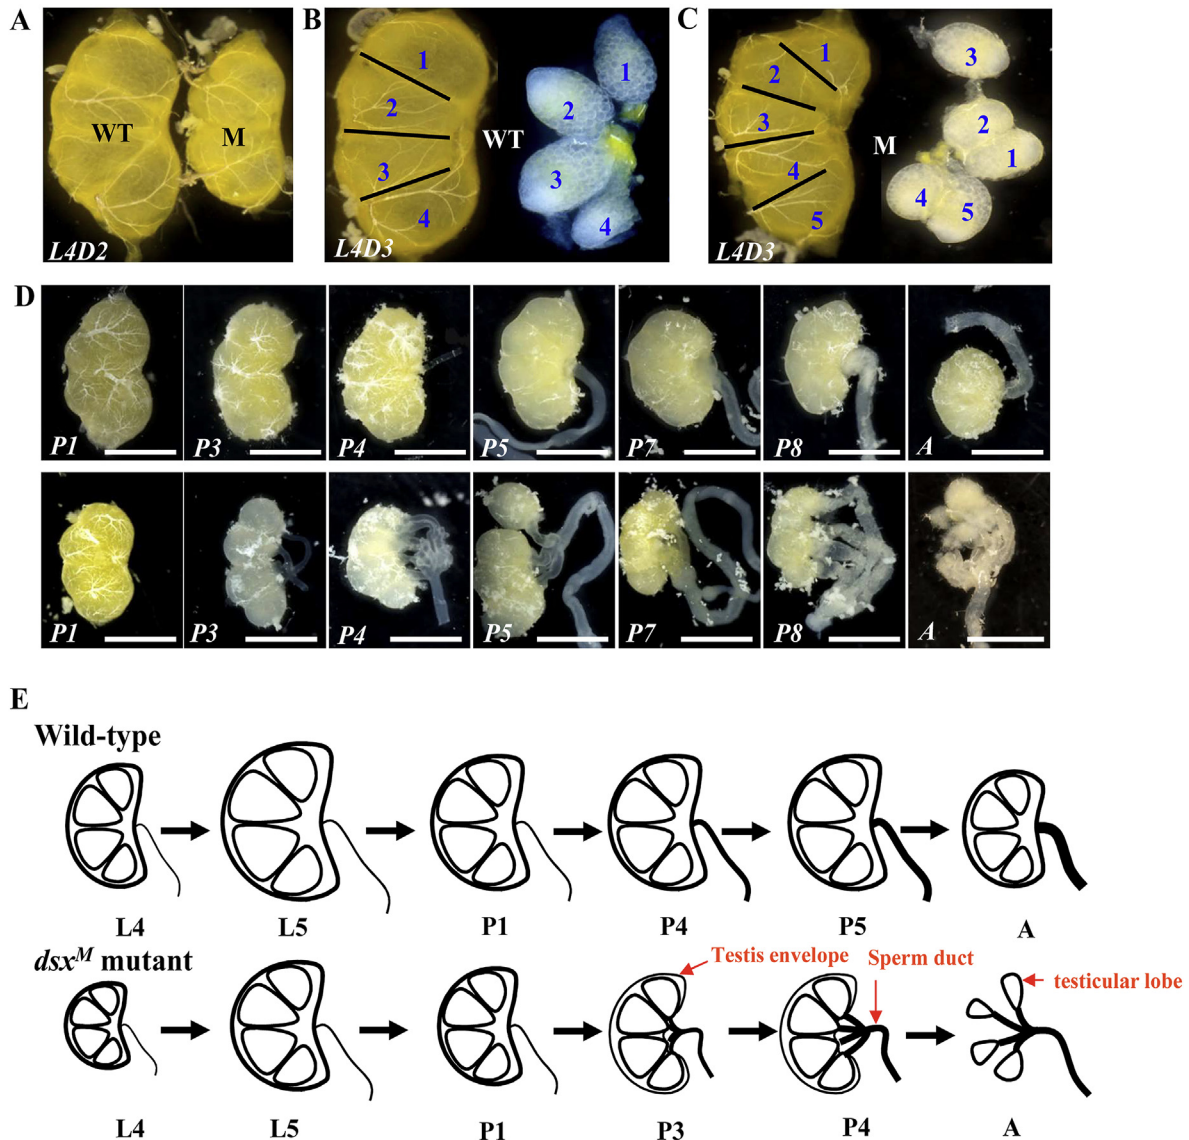 A
WT
M
L4D2
B
1
2
3
4
L4D3
WT
1
2
3
4
C
1
2
3
4
5
L4D3
M
3
2
1
4
5
D
P1
P3
P4
P5
P7
P8
A
P1
P3
P4
P5
P7
P8
A
E
Wild-type
L4
L5
P1
P4
P5
A
dsxM mutant
Testis envelope
Sperm duct
testicular lobe
L4
L5
P1
P3
P4
A